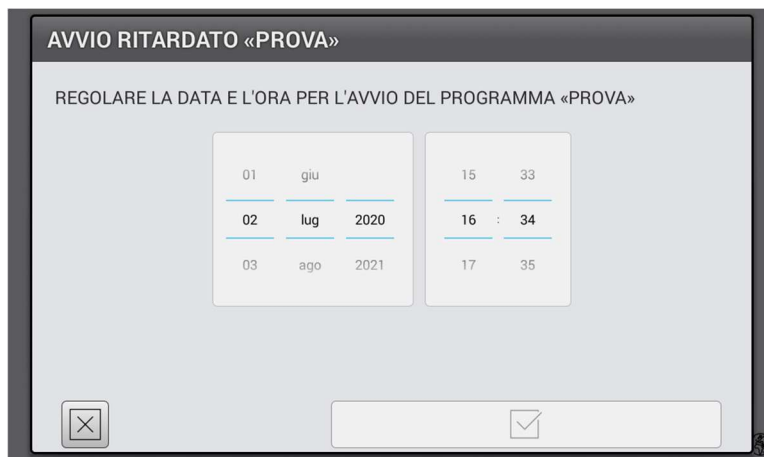 AVVIO RITARDATO «PROVA»
REGOLARE LA DATA E L'ORA PER L'AVVIO DEL PROGRAMMA «PROVA»
01 giu 15 33
02 lug 2020 16 : 34
03 ago 2021 17 35